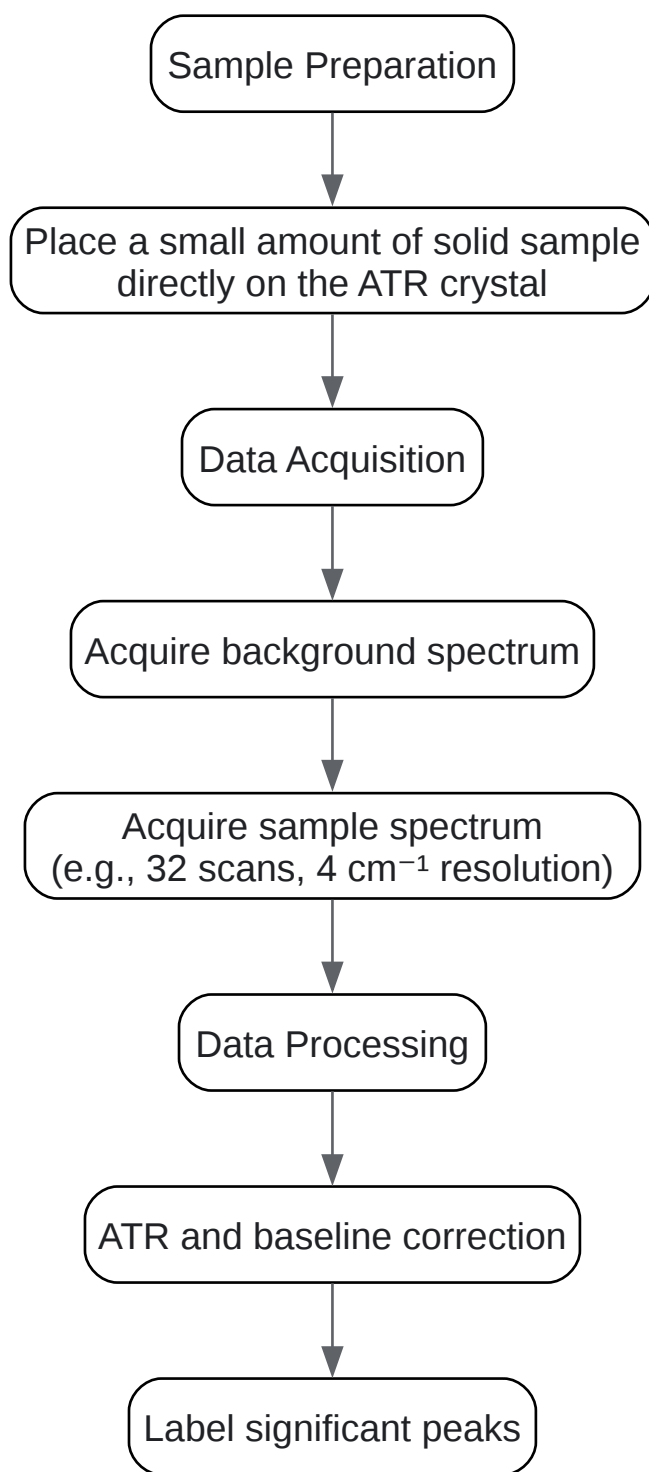 Sample Preparation
Place a small amount of solid sample
directly on the ATR crystal
Data Acquisition
Acquire background spectrum
Acquire sample spectrum
(e.g., 32 scans, 4 cm⁻¹ resolution)
Data Processing
ATR and baseline correction
Label significant peaks